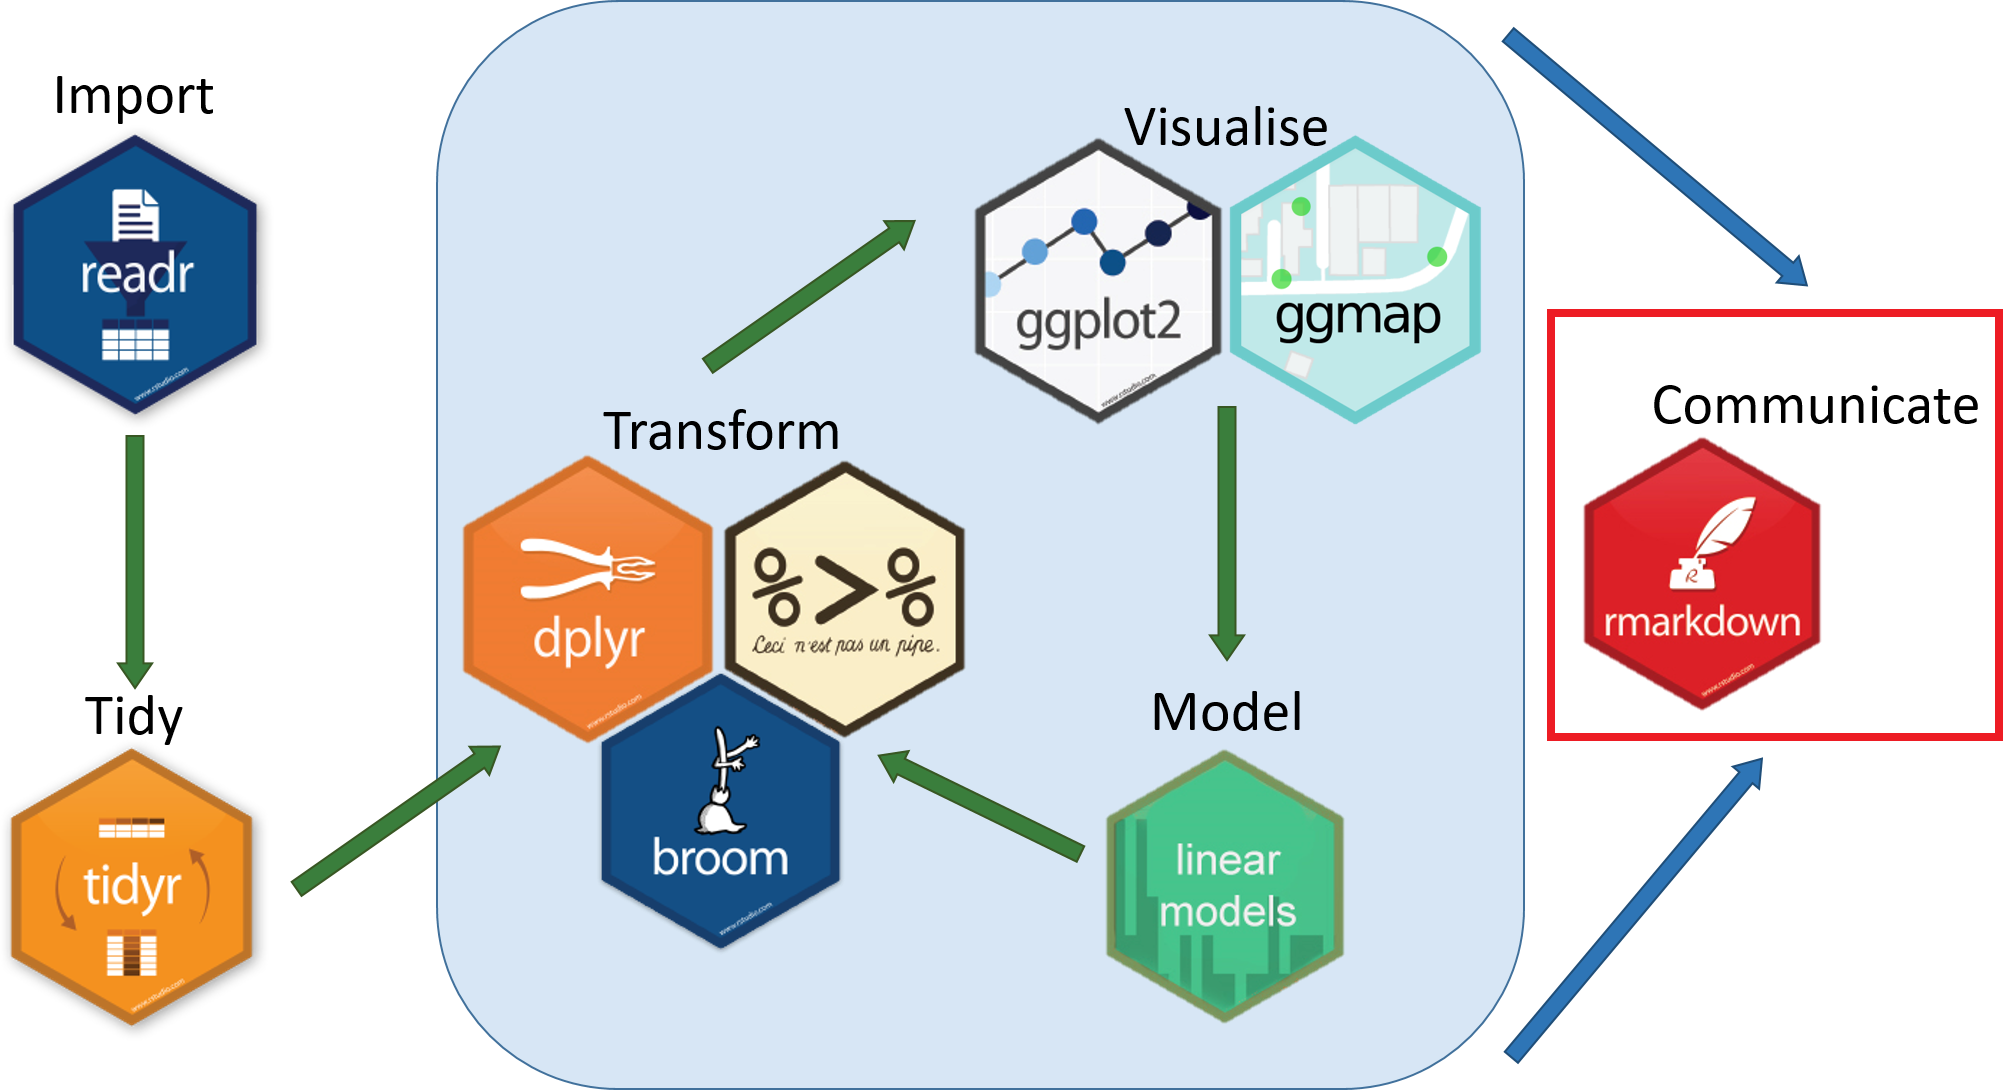 Import
readr
www.rstudio.com
Tidy
tidyr
www.rstudio.com
Transform
dplyr
www.rstudio.com
%>%
Ceci n'est pas un pipe.
broom
www.rstudio.com
Visualise
ggplot2
www.rstudio.com
ggmap
Model
linear
models
Communicate
R
rmarkdown
www.rstudio.com